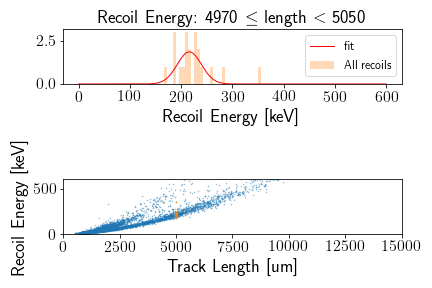 Recoil Energy: 4970 ≤ length < 5050
2.5
0.0
fit
All recoils
0 100 200 300 400 500 600
Recoil Energy [keV]
Recoil Energy [keV]
500
0
0 2500 5000 7500 10000 12500 15000
Track Length [um]